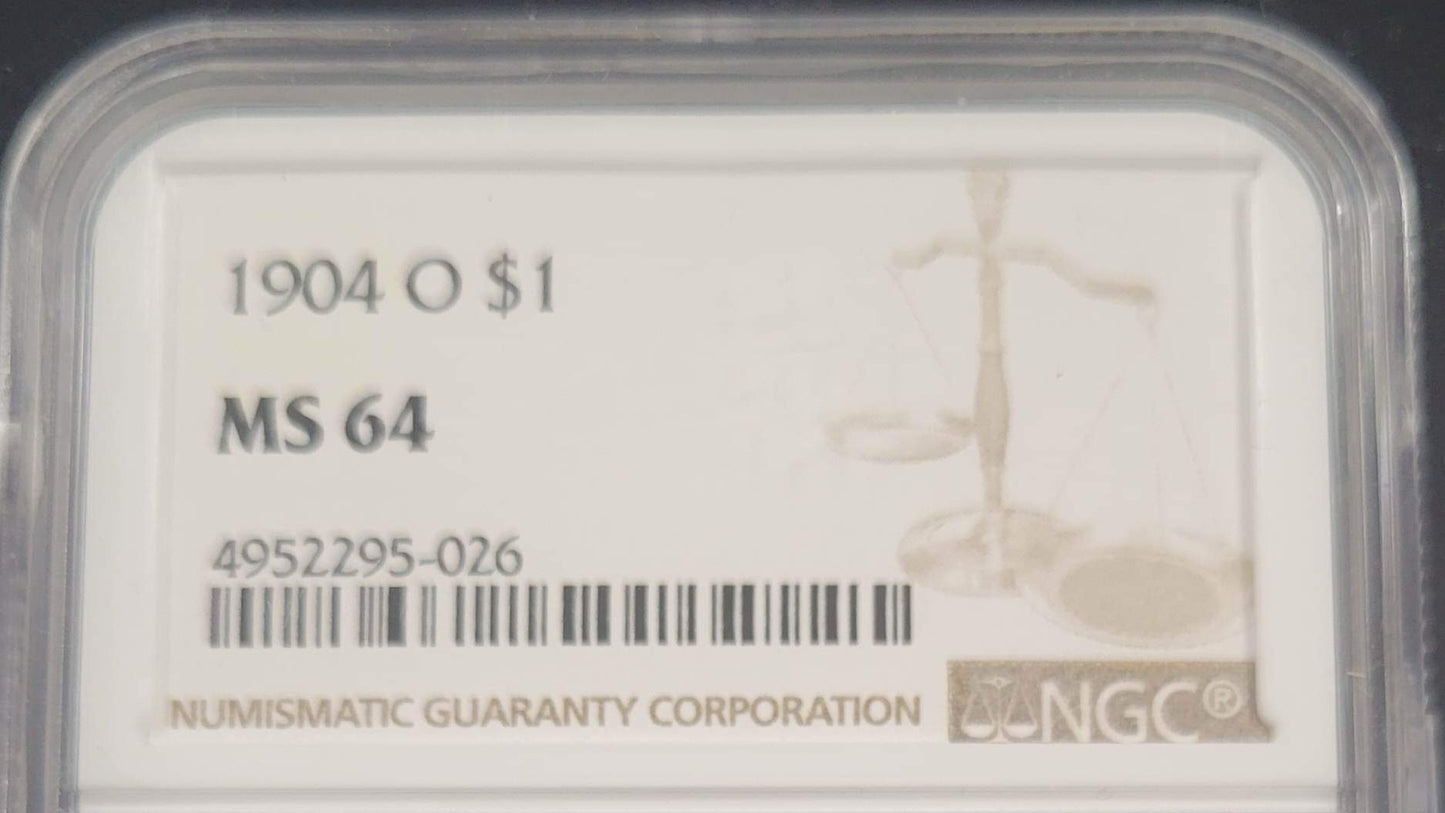 1904 O $1
MS 64
4952295-026
NUMISMATIC GUARANTY CORPORATION
NGC®